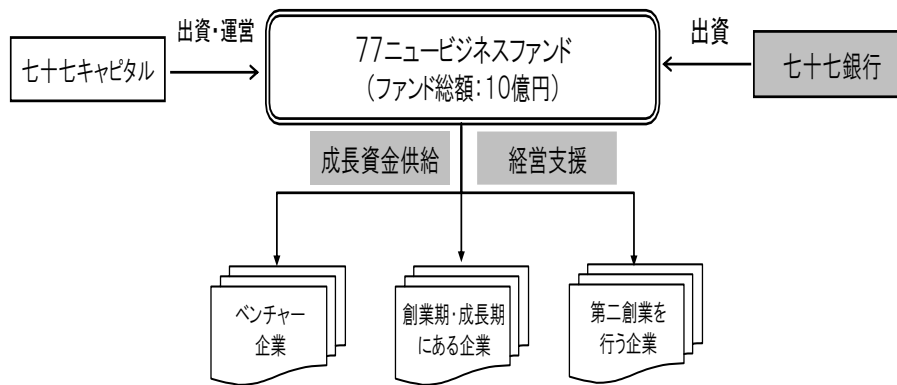 出資・運営
七十七キャピタル
77ニュービジネスファンド
(ファンド総額：10億円)
出資
七十七銀行
成長資金供給
経営支援
ベンチャー
企業
創業期・成長期
にある企業
第二創業を
行う企業